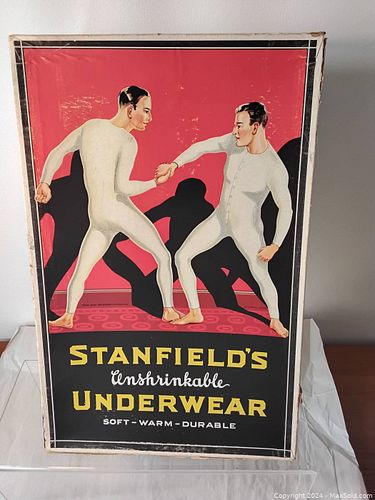 STANFIELD'S
Unshrinkable
UNDERWEAR
SOFT - WARM - DURABLE
Copyright ©2024 - MaxSold.com